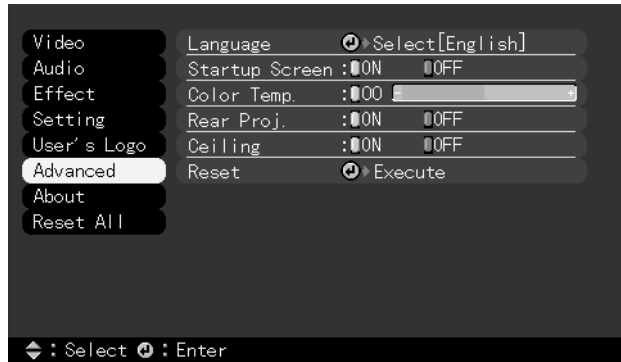 Video
Audio
Effect
Setting
User's Logo
Advanced
About
Reset All
Language Select[English]
Startup Screen : ON OFF
Color Temp. : 00 - +
Rear Proj. : ON OFF
Ceiling : ON OFF
Reset Execute
: Select : Enter